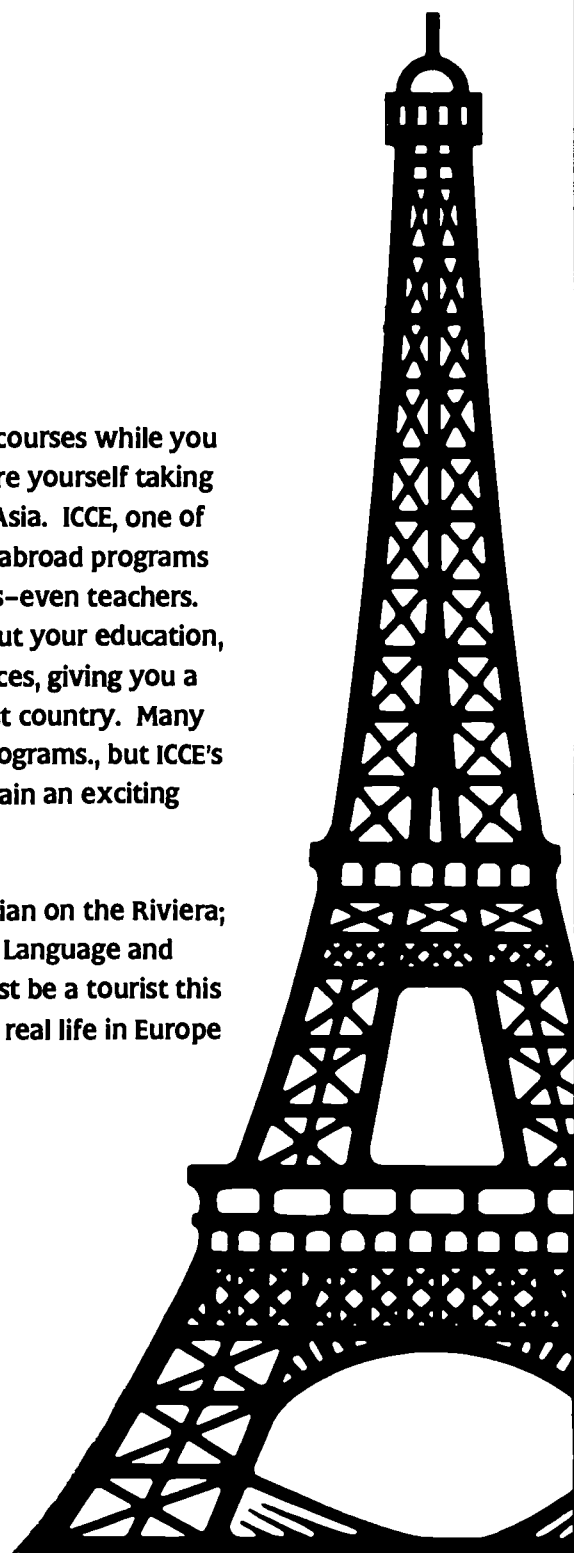 courses while you
re yourself taking
Asia. ICCE, one of
abroad programs
s–even teachers.
ut your education,
ces, giving you a
t country. Many
ograms., but ICCE's
ain an exciting
ian on the Riviera;
Language and
st be a tourist this
real life in Europe